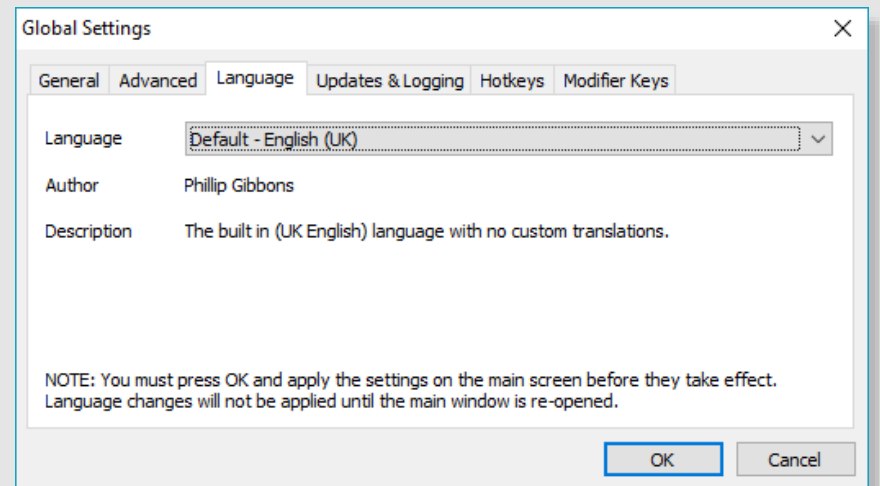 Global Settings
General Advanced Language Updates & Logging Hotkeys Modifier Keys
Language Default - English (UK)
Author Phillip Gibbons
Description The built in (UK English) language with no custom translations.
NOTE: You must press OK and apply the settings on the main screen before they take effect.
Language changes will not be applied until the main window is re-opened.
OK Cancel